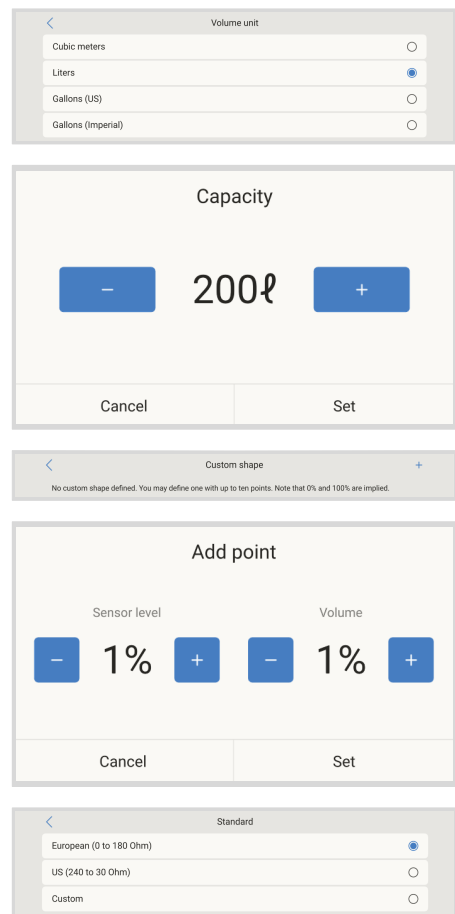 Volume unit
Cubic meters
Liters
Gallons (US)
Gallons (Imperial)
Capacity
− 200ℓ +
Cancel Set
Custom shape +
No custom shape defined. You may define one with up to ten points. Note that 0% and 100% are implied.
Add point
Sensor level Volume
− 1% + − 1% +
Cancel Set
Standard
European (0 to 180 Ohm)
US (240 to 30 Ohm)
Custom